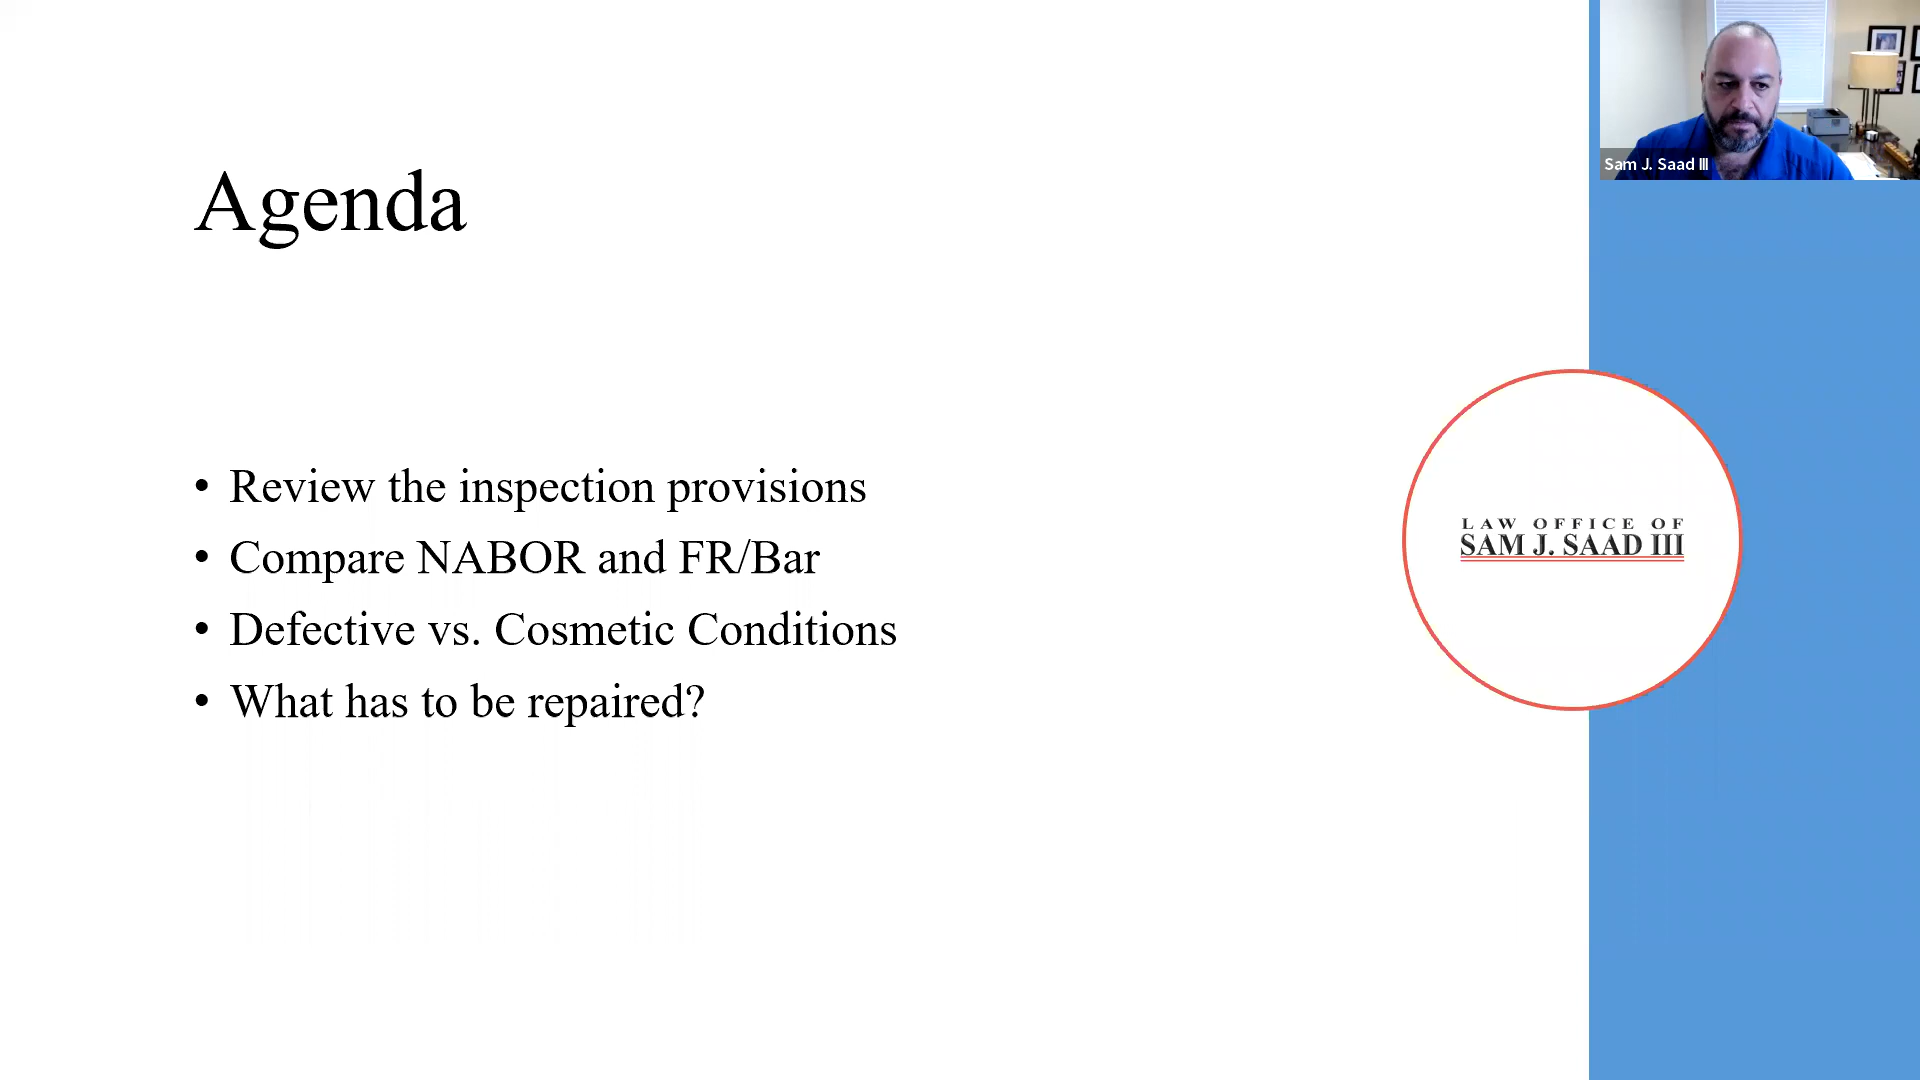 Agenda
• Review the inspection provisions
• Compare NABOR and FR/Bar
• Defective vs. Cosmetic Conditions
• What has to be repaired?
LAW OFFICE OF
SAM J. SAAD III
Sam J. Saad III